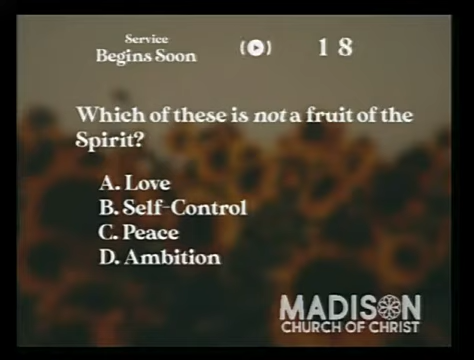 Service
Begins Soon
18
Which of these is not a fruit of the
Spirit?
A. Love
B. Self-Control
C. Peace
D. Ambition
MADISON
CHURCH OF CHRIST